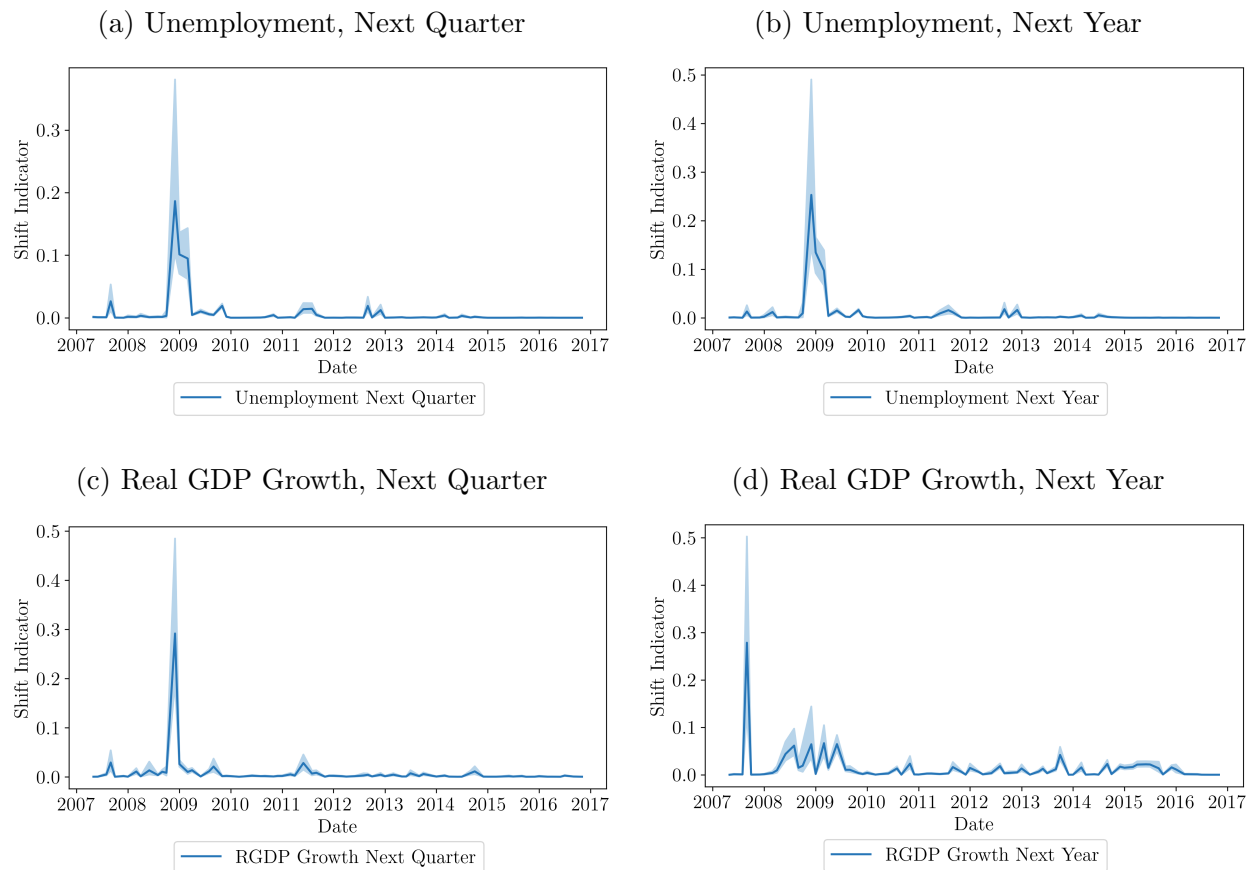 (a) Unemployment, Next Quarter
Shift Indicator
0.3
0.2
0.1
0.0
2007 2008 2009 2010 2011 2012 2013 2014 2015 2016 2017
Date
Unemployment Next Quarter
(b) Unemployment, Next Year
Shift Indicator
0.5
0.4
0.3
0.2
0.1
0.0
2007 2008 2009 2010 2011 2012 2013 2014 2015 2016 2017
Date
Unemployment Next Year
(c) Real GDP Growth, Next Quarter
Shift Indicator
0.5
0.4
0.3
0.2
0.1
0.0
2007 2008 2009 2010 2011 2012 2013 2014 2015 2016 2017
Date
RGDP Growth Next Quarter
(d) Real GDP Growth, Next Year
Shift Indicator
0.5
0.4
0.3
0.2
0.1
0.0
2007 2008 2009 2010 2011 2012 2013 2014 2015 2016 2017
Date
RGDP Growth Next Year